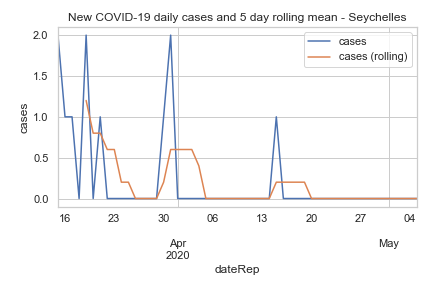 New COVID-19 daily cases and 5 day rolling mean - Seychelles
cases
cases (rolling)
2.0
1.5
1.0
0.5
0.0
cases
16 23 30 06 13 20 27 04
Apr May
2020
dateRep